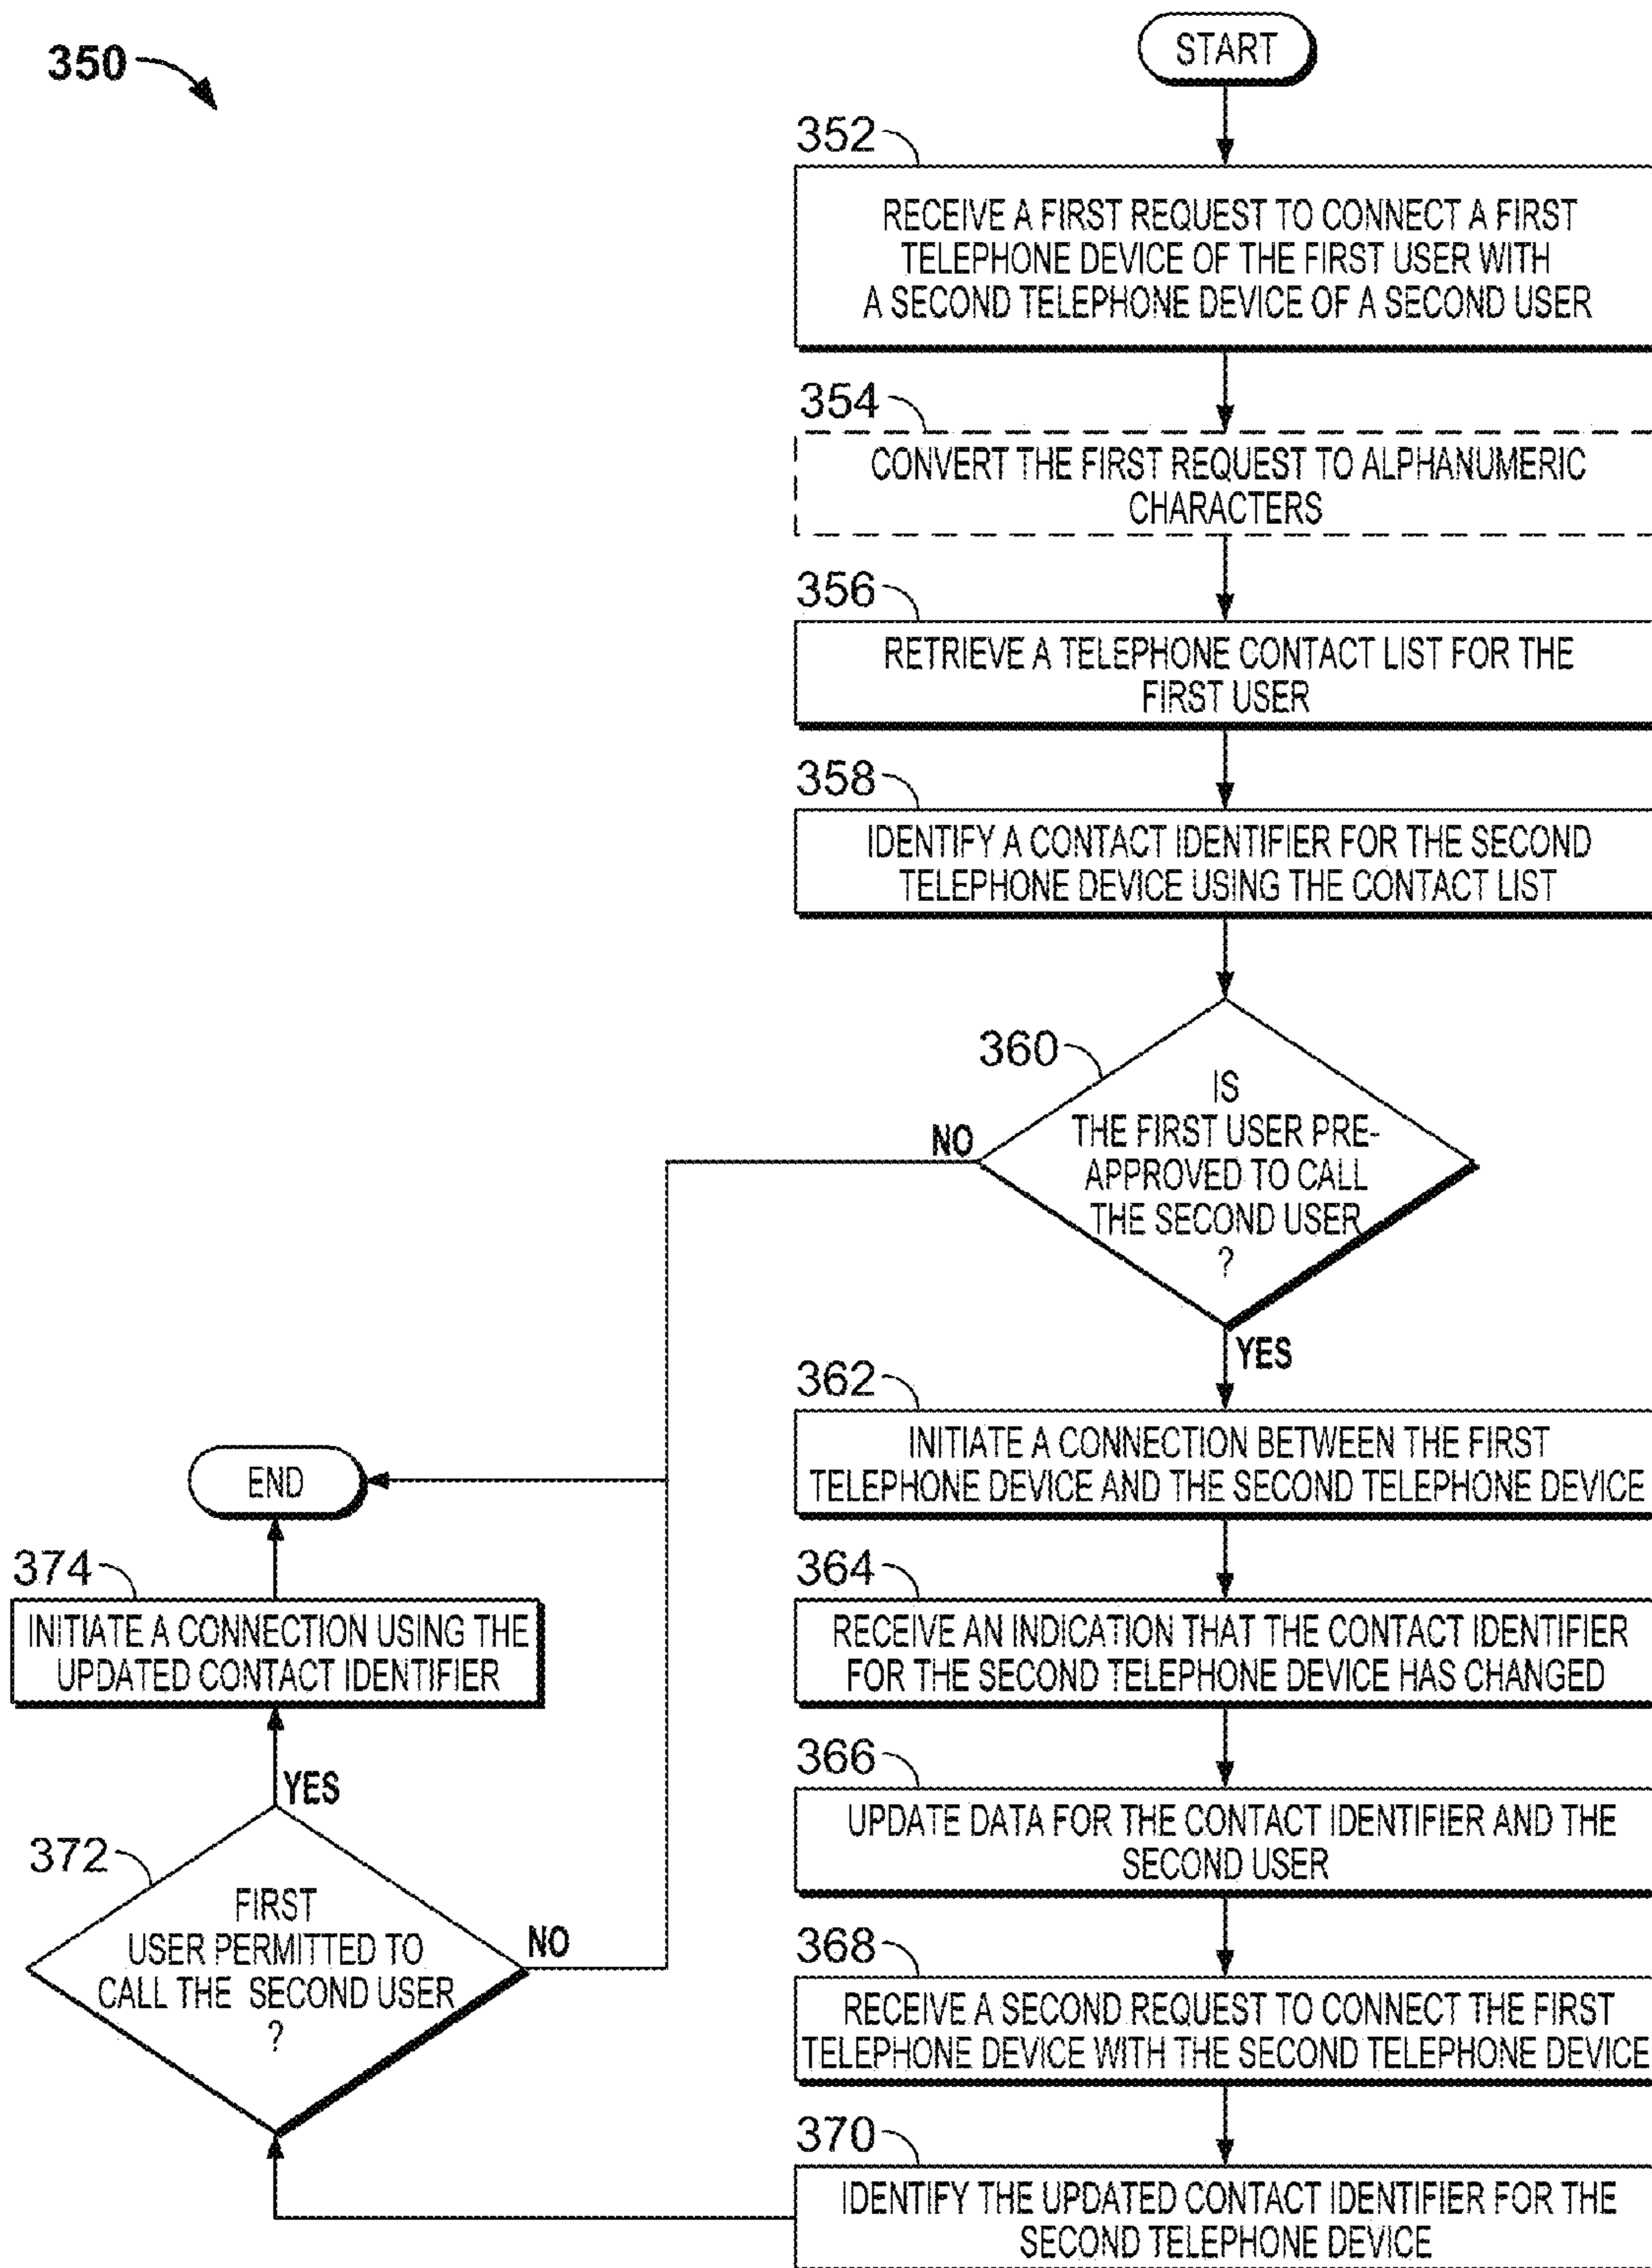 350
START
352
RECEIVE A FIRST REQUEST TO CONNECT A FIRST
TELEPHONE DEVICE OF THE FIRST USER WITH
A SECOND TELEPHONE DEVICE OF A SECOND USER
354
CONVERT THE FIRST REQUEST TO ALPHANUMERIC
CHARACTERS
356
RETRIEVE A TELEPHONE CONTACT LIST FOR THE
FIRST USER
358
IDENTIFY A CONTACT IDENTIFIER FOR THE SECOND
TELEPHONE DEVICE USING THE CONTACT LIST
360
IS
THE FIRST USER PRE-
APPROVED TO CALL
THE SECOND USER
?
NO
YES
362
INITIATE A CONNECTION BETWEEN THE FIRST
TELEPHONE DEVICE AND THE SECOND TELEPHONE DEVICE
364
RECEIVE AN INDICATION THAT THE CONTACT IDENTIFIER
FOR THE SECOND TELEPHONE DEVICE HAS CHANGED
366
UPDATE DATA FOR THE CONTACT IDENTIFIER AND THE
SECOND USER
368
RECEIVE A SECOND REQUEST TO CONNECT THE FIRST
TELEPHONE DEVICE WITH THE SECOND TELEPHONE DEVICE
370
IDENTIFY THE UPDATED CONTACT IDENTIFIER FOR THE
SECOND TELEPHONE DEVICE
372
FIRST
USER PERMITTED TO
CALL THE SECOND USER
?
NO
YES
374
INITIATE A CONNECTION USING THE
UPDATED CONTACT IDENTIFIER
END